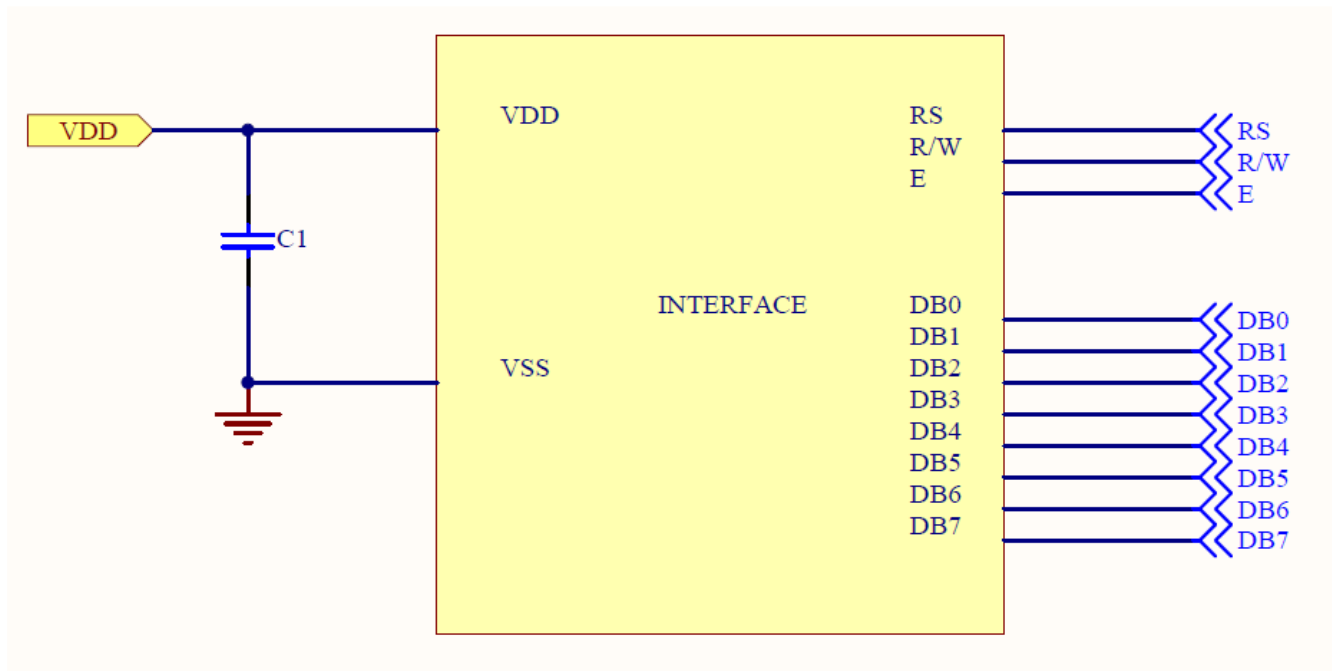 VDD
C1
VDD
VSS
INTERFACE
RS
R/W
E
DB0
DB1
DB2
DB3
DB4
DB5
DB6
DB7
RS
R/W
E
DB0
DB1
DB2
DB3
DB4
DB5
DB6
DB7